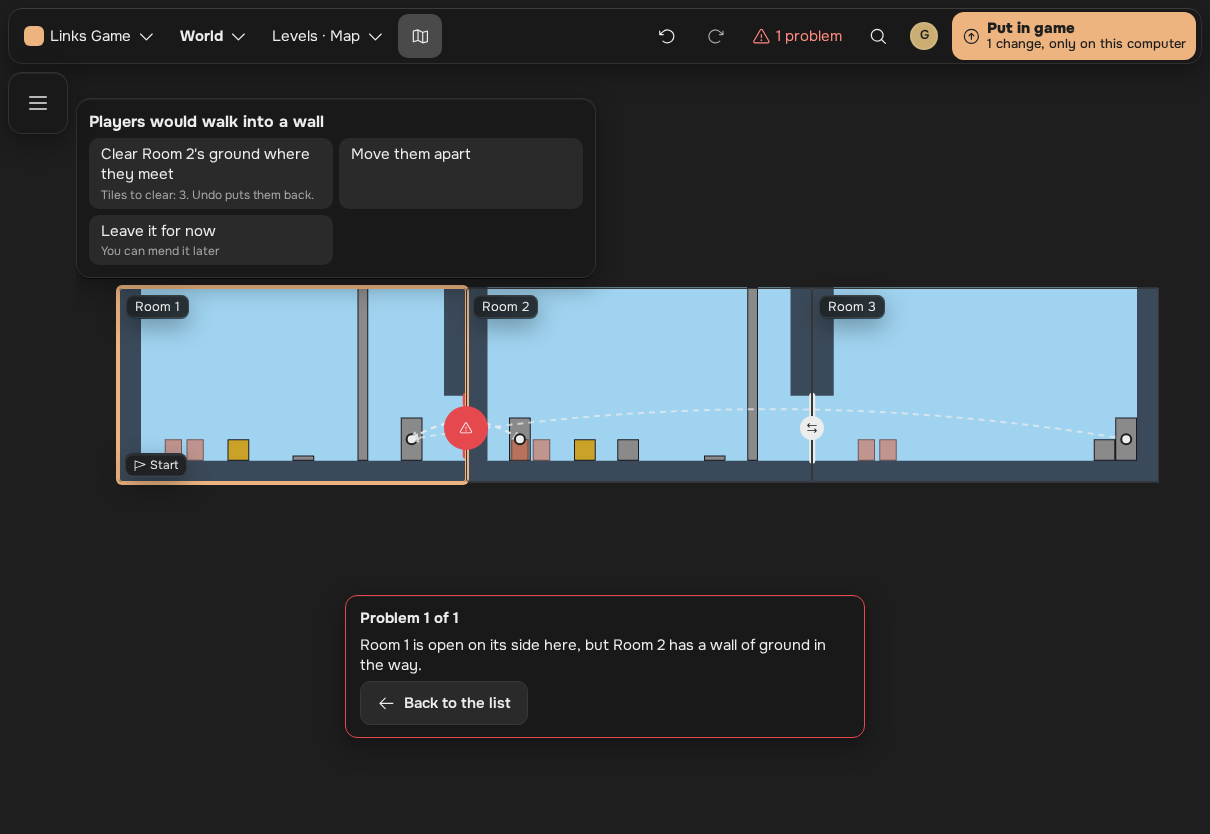 Links Game
World
Levels · Map
1 problem
G
Put in game
1 change, only on this computer
Players would walk into a wall
Clear Room 2's ground where
they meet
Tiles to clear: 3. Undo puts them back.
Move them apart
Leave it for now
You can mend it later
Room 1
Room 2
Room 3
Start
Problem 1 of 1
Room 1 is open on its side here, but Room 2 has a wall of ground in
the way.
Back to the list